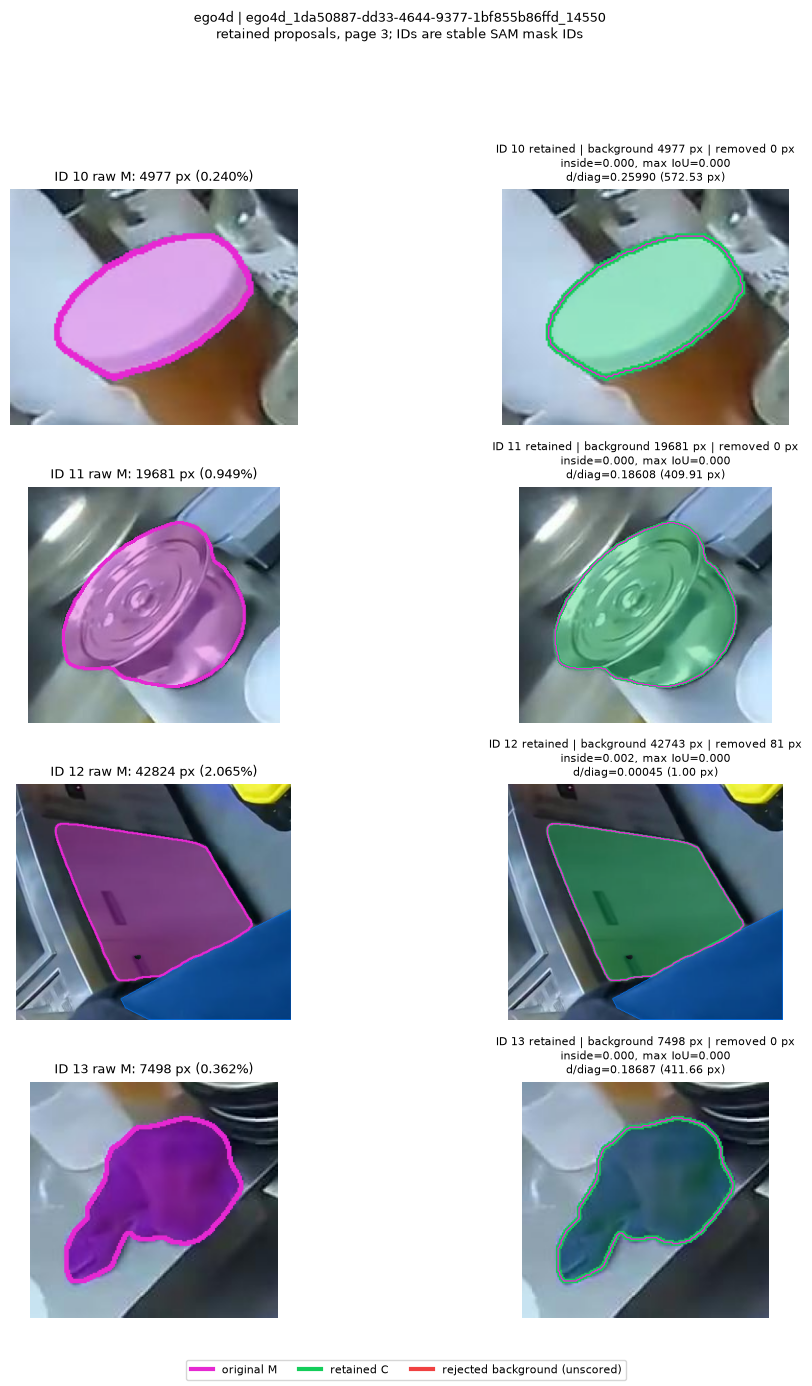 ego4d | ego4d_1da50887-dd33-4644-9377-1bf855b86ffd_14550
retained proposals, page 3; IDs are stable SAM mask IDs
ID 10 raw M: 4977 px (0.240%)
ID 10 retained | background 4977 px | removed 0 px
inside=0.000, max IoU=0.000
d/diag=0.25990 (572.53 px)
ID 11 raw M: 19681 px (0.949%)
ID 11 retained | background 19681 px | removed 0 px
inside=0.000, max IoU=0.000
d/diag=0.18608 (409.91 px)
ID 12 raw M: 42824 px (2.065%)
ID 12 retained | background 42743 px | removed 81 px
inside=0.002, max IoU=0.000
d/diag=0.00045 (1.00 px)
ID 13 raw M: 7498 px (0.362%)
ID 13 retained | background 7498 px | removed 0 px
inside=0.000, max IoU=0.000
d/diag=0.18687 (411.66 px)
original M
retained C
rejected background (unscored)